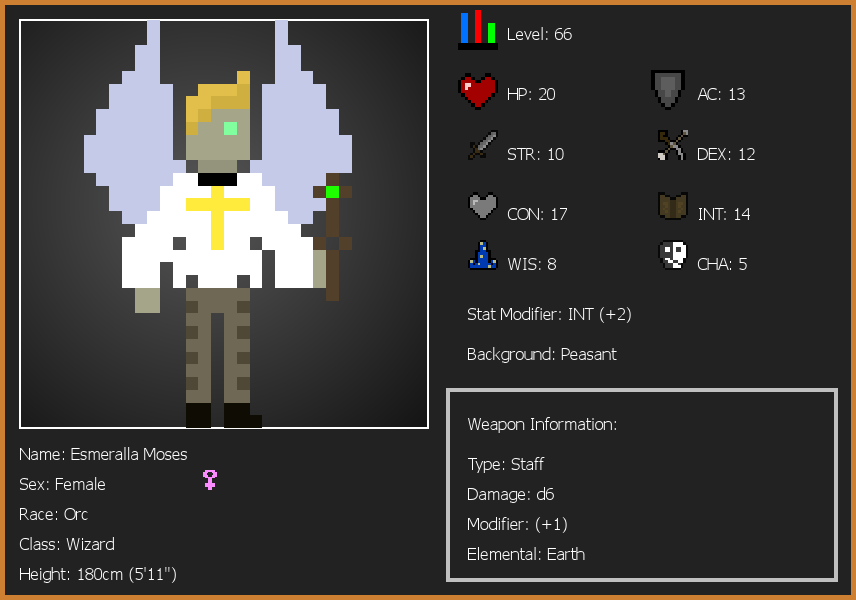 Level: 66
HP: 20
AC: 13
STR: 10
DEX: 12
CON: 17
INT: 14
WIS: 8
CHA: 5
Stat Modifier: INT (+2)
Background: Peasant
Weapon Information:
Type: Staff
Damage: d6
Modifier: (+1)
Elemental: Earth
Name: Esmeralla Moses
Sex: Female
Race: Orc
Class: Wizard
Height: 180cm (5'11")